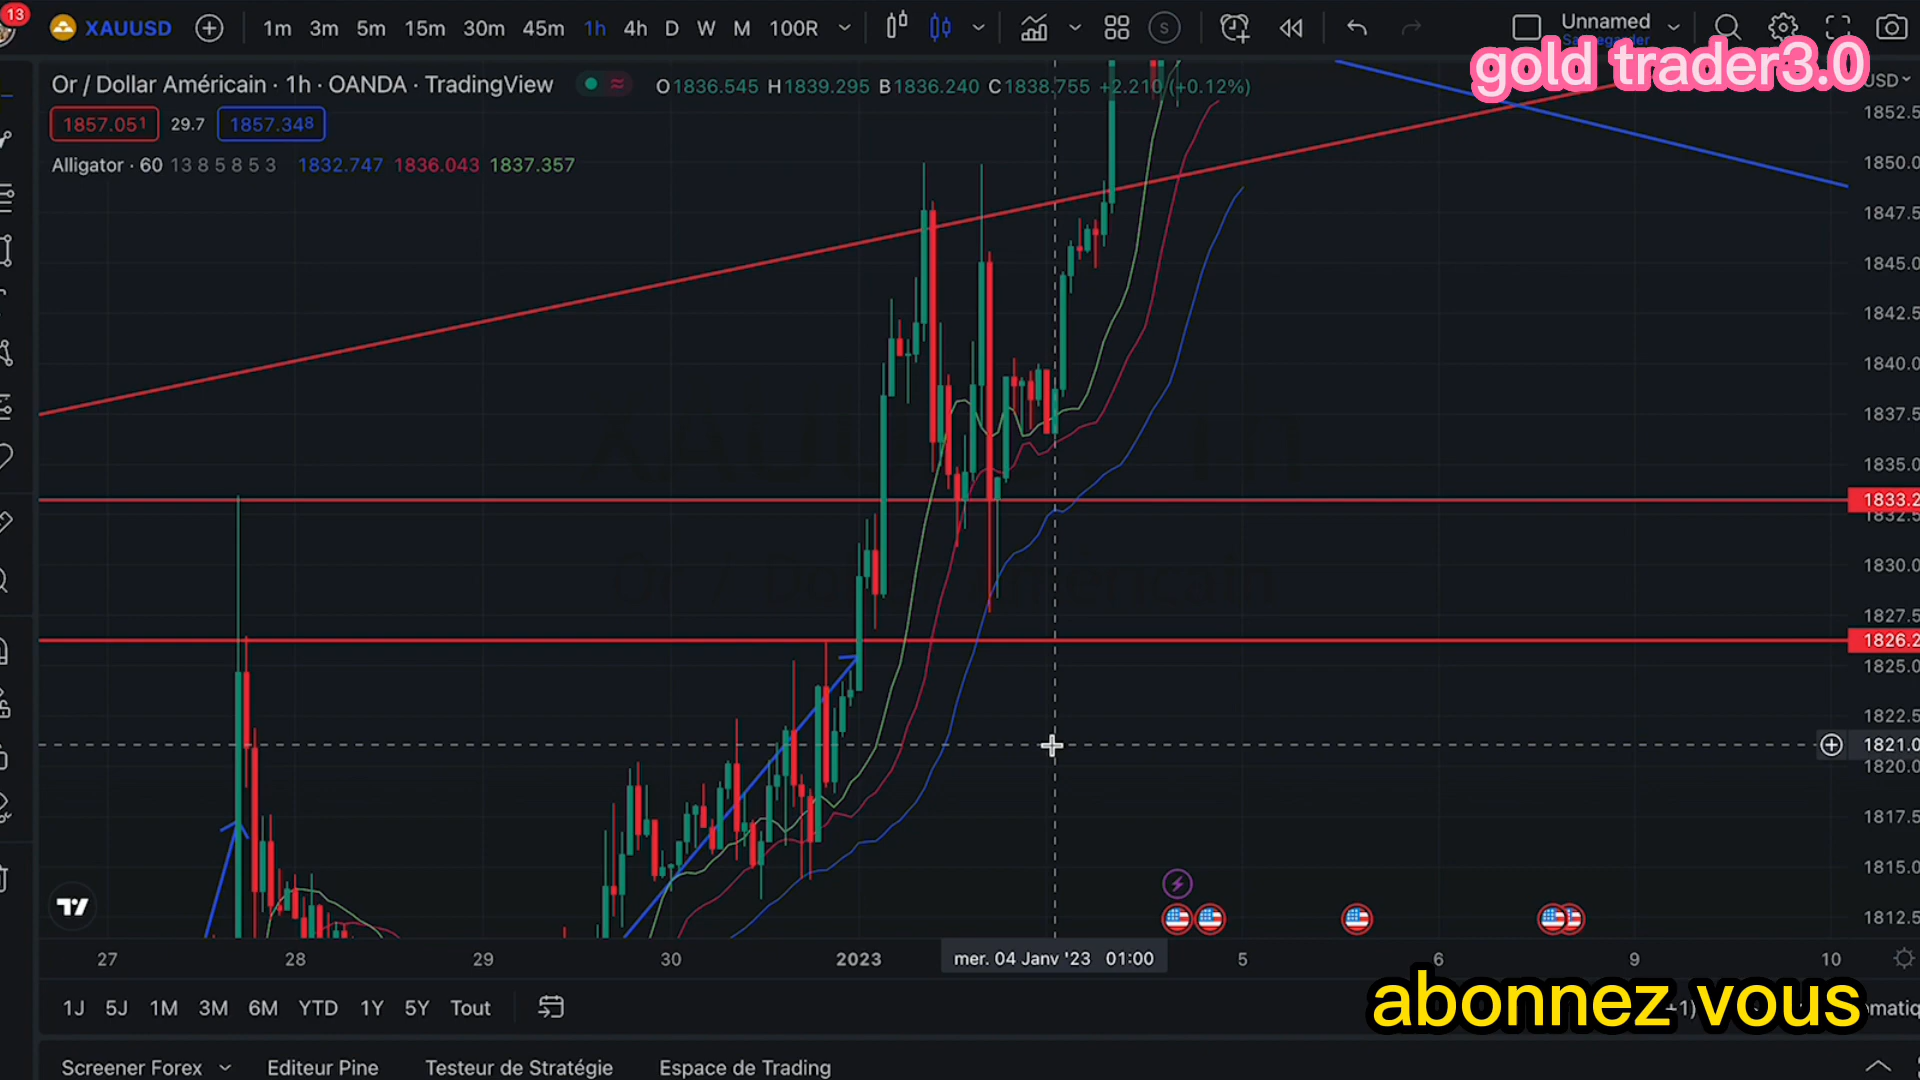 13
XAUUSD
1m 3m 5m 15m 30m 45m 1h 4h D W M 100R
S
Unnamed
gold trader3.0
Or / Dollar Américain · 1h · OANDA · TradingView
O1836.545 H1839.295 B1836.240 C1838.755 +2.210 (+0.12%)
USD
1857.051 29.7 1857.348
Alligator · 60 13 8 5 8 5 3 1832.747 1836.043 1837.357
1852.5
1850.0
1847.5
1845.0
1842.5
1840.0
1837.5
1835.0
1833.2
1832.5
1830.0
1827.5
1826.2
1825.0
1822.5
1821.0
1820.0
1817.5
1815.0
1812.5
27 28 29 30 2023 mer. 04 Janv '23 01:00 5 6 9 10
1J 5J 1M 3M 6M YTD 1Y 5Y Tout
abonnez vous
Screener Forex Editeur Pine Testeur de Stratégie Espace de Trading